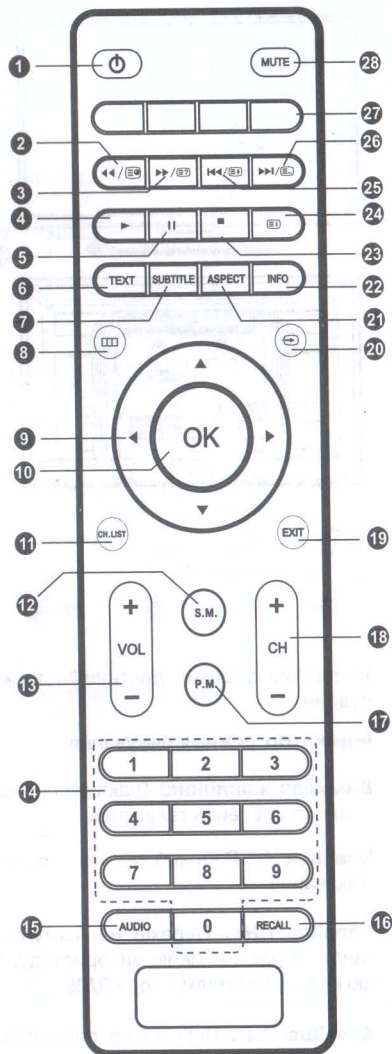 1 MUTE 28
27
2 26
3 25
4 24
5 23
6 TEXT SUBTITLE ASPECT INFO 22
7 21
8 20
9 OK
10
11 CH.LIST EXIT 19
12 S.M.
+ +
VOL CH 18
13 - P.M. - 17
14 1 2 3
4 5 6
7 8 9
15 AUDIO 0 RECALL 16